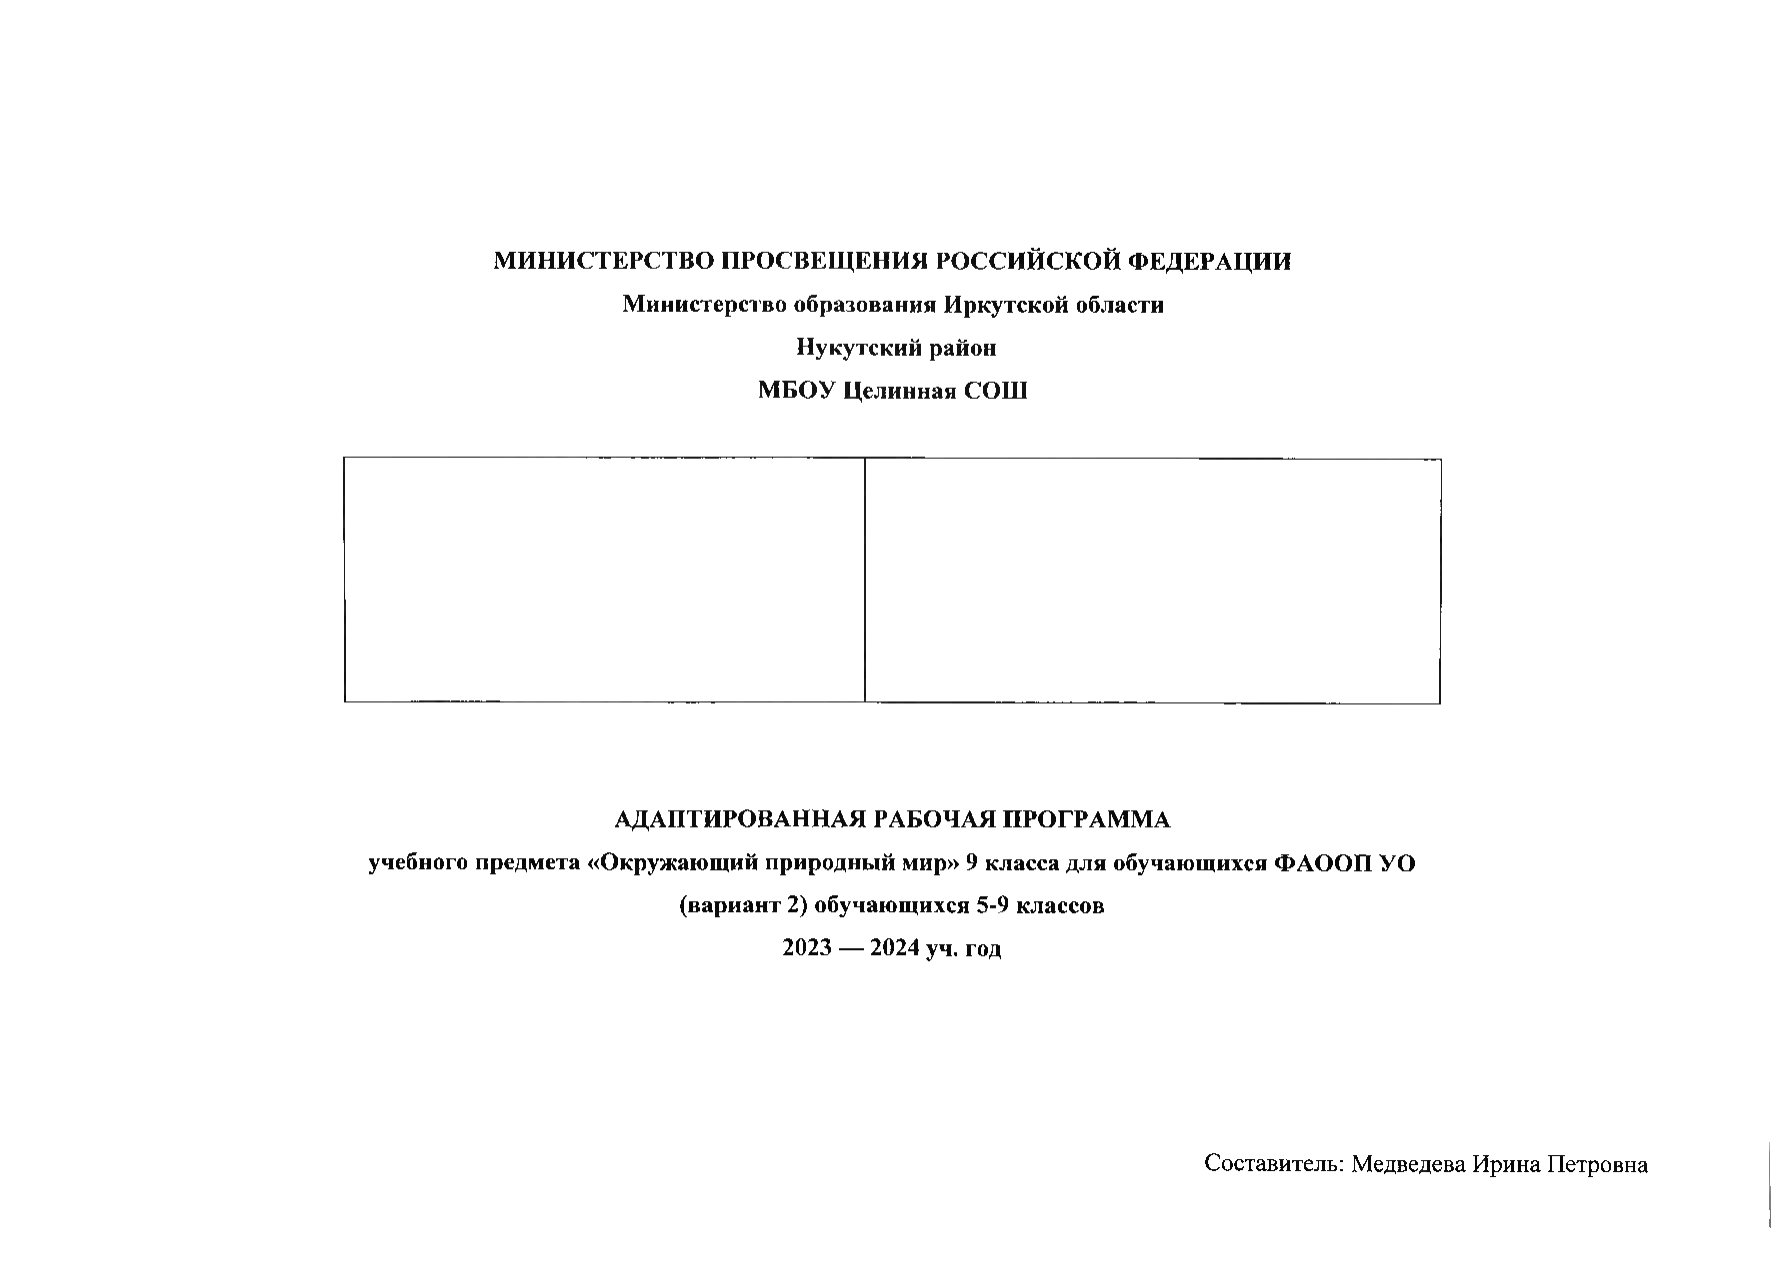 МИНИСТЕРСТВО ПРОСВЕЩЕНИЯ РОССИЙСКОЙ ФЕДЕРАЦИИ
Министерство образования Иркутской области
Нукутский район
МБОУ Целинная СОШ
АДАПТИРОВАННАЯ РАБОЧАЯ ПРОГРАММА
учебного предмета «Окружающий природный мир» 9 класса для обучающихся ФАООП УО
(вариант 2) обучающихся 5-9 классов
2023 — 2024 уч. год
Составитель: Медведева Ирина Петровна